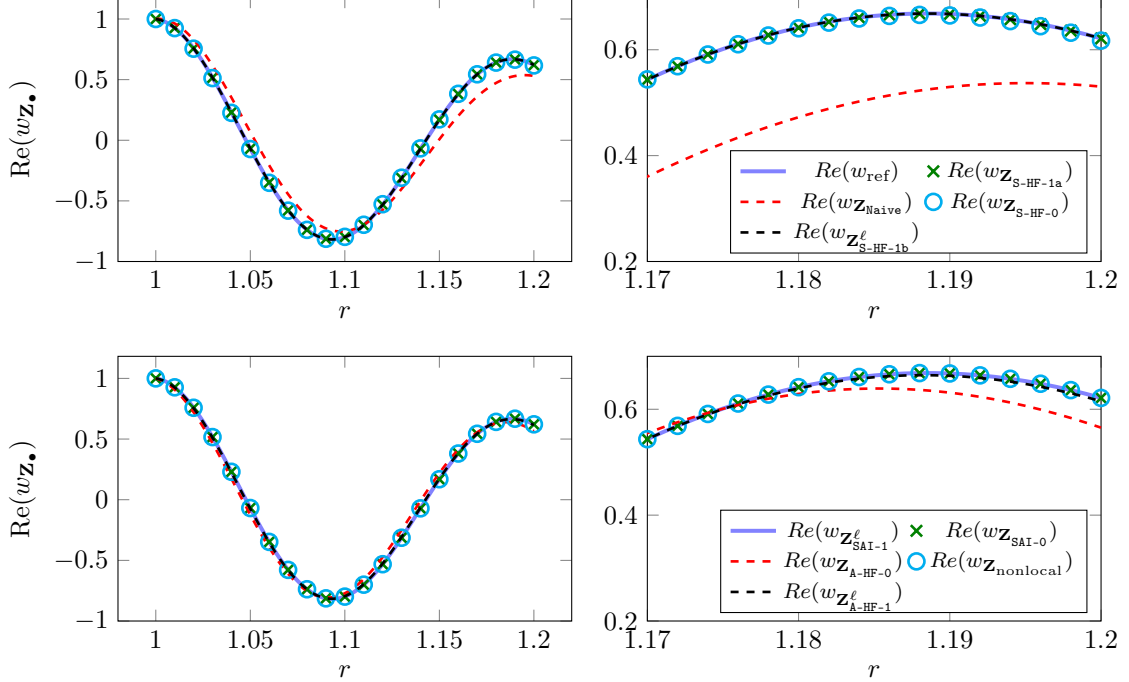 1
0.5
0
−0.5
−1
Re(w_Z•)
1 1.05 1.1 1.15 1.2
r
0.6
0.4
0.2
Re(w_ref) Re(w_Z_S-HF-1a)
Re(w_Z_Naive) Re(w_Z_S-HF-0)
Re(w_Z^ℓ_S-HF-1b)
1.17 1.18 1.19 1.2
r
1
0.5
0
−0.5
−1
Re(w_Z•)
1 1.05 1.1 1.15 1.2
r
0.6
0.4
0.2
Re(w_Z^ℓ_SAI-1) Re(w_Z_SAI-0)
Re(w_Z_A-HF-0) Re(w_Z_nonlocal)
Re(w_Z^ℓ_A-HF-1)
1.17 1.18 1.19 1.2
r